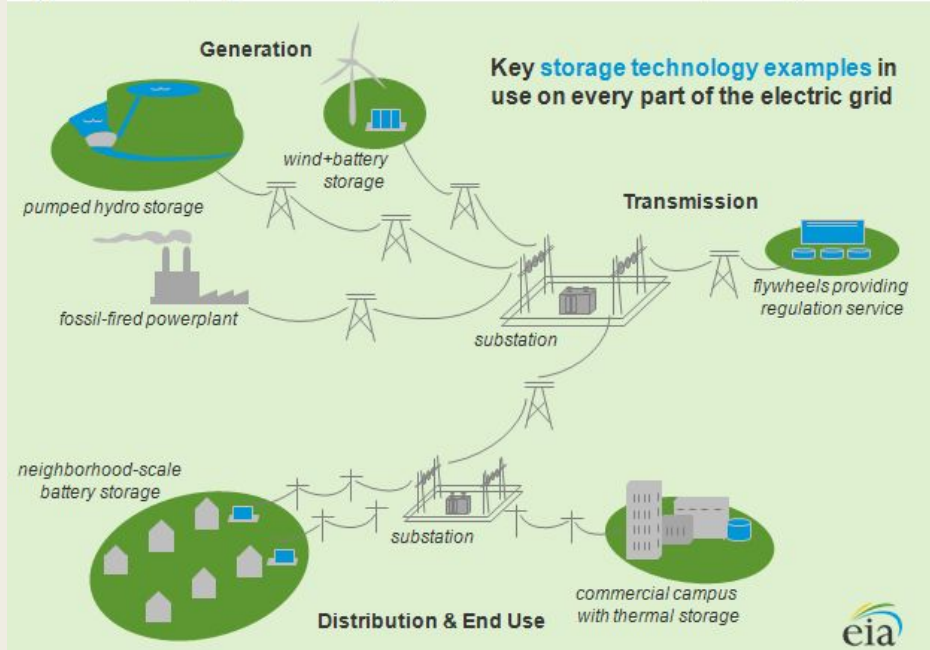 Generation
Key storage technology examples in
use on every part of the electric grid
wind+battery
storage
pumped hydro storage
Transmission
fossil-fired powerplant
flywheels providing
regulation service
substation
neighborhood-scale
battery storage
substation
commercial campus
with thermal storage
Distribution & End Use
eia